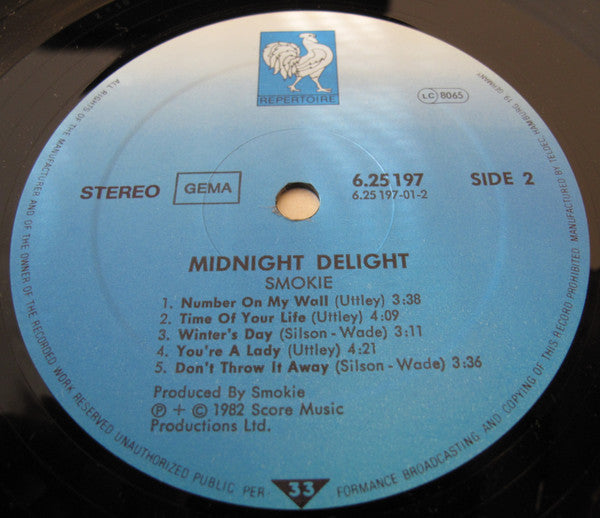 REPERTOIRE
LC 8065
STEREO GEMA
6.25 197 SIDE 2
6.25 197-01-2
MIDNIGHT DELIGHT
SMOKIE
1. Number On My Wall (Uttley) 3:38
2. Time Of Your Life (Uttley) 4:09
3. Winter's Day (Silson - Wade) 3:11
4. You're A Lady (Uttley) 4:21
5. Don't Throw It Away (Silson - Wade) 3:36
Produced By Smokie
Ⓟ + © 1982 Score Music
Productions Ltd.
33
ALL RIGHTS OF THE MANUFACTURER AND OF THE OWNER OF THE RECORDED WORK RESERVED UNAUTHORIZED PUBLIC PER- FORMANCE BROADCASTING AND COPYING OF THIS RECORD PROHIBITED. MANUFACTURED BY TELDEC HAMBURG 19, GERMANY